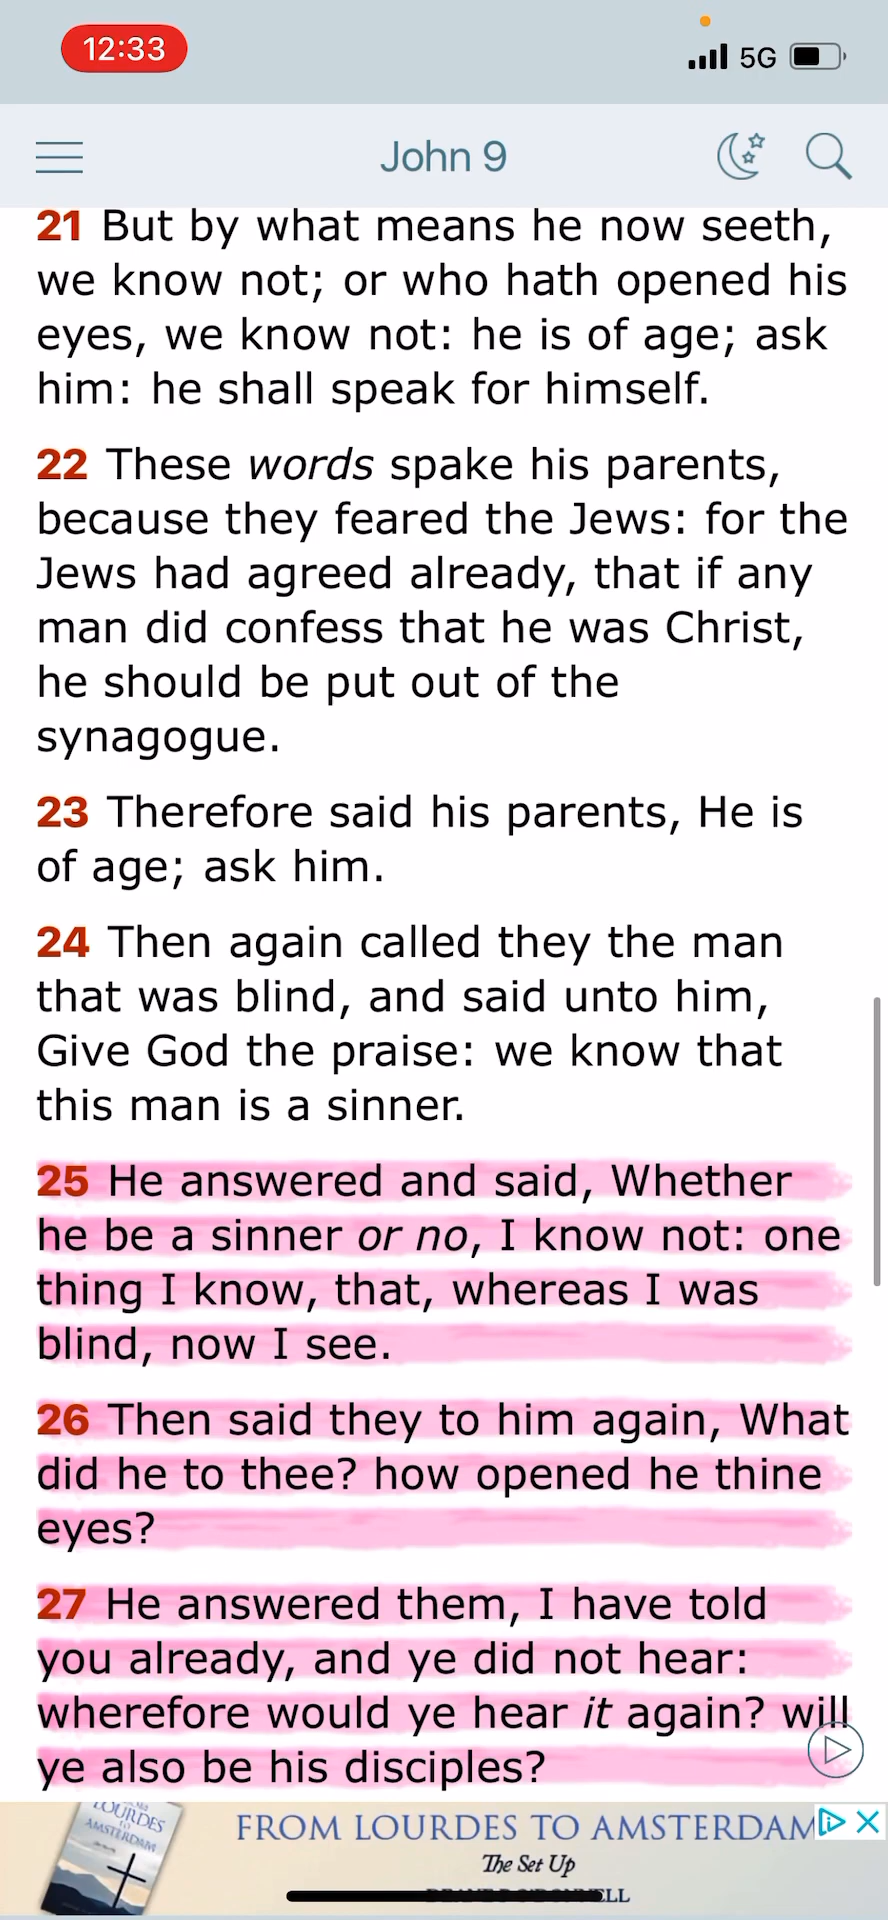 12:33
5G
John 9
21 But by what means he now seeth,
we know not; or who hath opened his
eyes, we know not: he is of age; ask
him: he shall speak for himself.
22 These words spake his parents,
because they feared the Jews: for the
Jews had agreed already, that if any
man did confess that he was Christ,
he should be put out of the
synagogue.
23 Therefore said his parents, He is
of age; ask him.
24 Then again called they the man
that was blind, and said unto him,
Give God the praise: we know that
this man is a sinner.
25 He answered and said, Whether
he be a sinner or no, I know not: one
thing I know, that, whereas I was
blind, now I see.
26 Then said they to him again, What
did he to thee? how opened he thine
eyes?
27 He answered them, I have told
you already, and ye did not hear:
wherefore would ye hear it again? will
ye also be his disciples?
LOURDES
TO
AMSTERDAM
FROM LOURDES TO AMSTERDAM
The Set Up